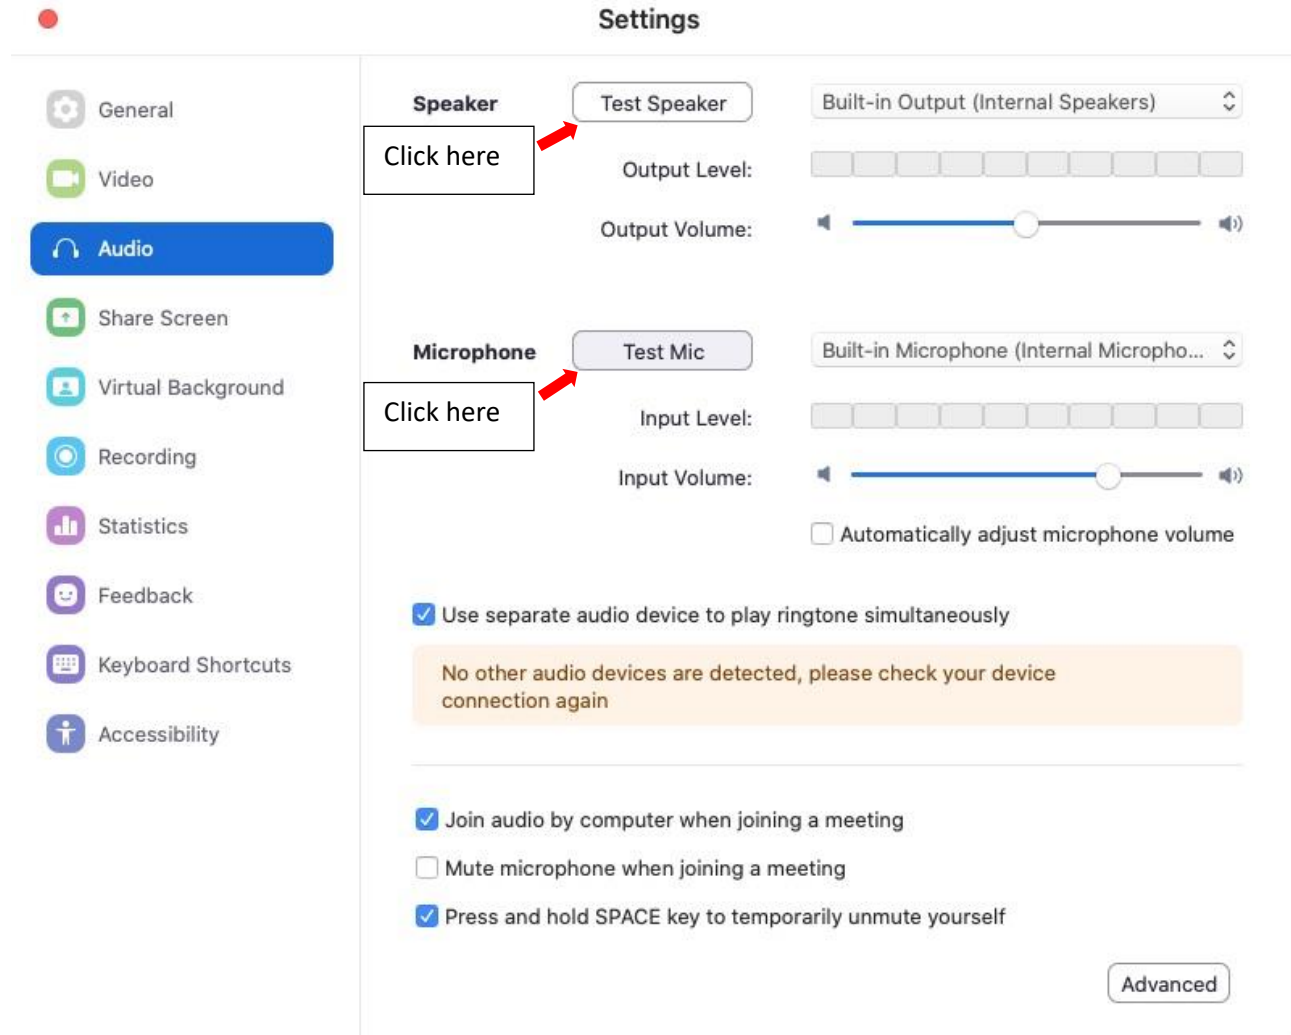 Settings
General
Video
Audio
Share Screen
Virtual Background
Recording
Statistics
Feedback
Keyboard Shortcuts
Accessibility
Speaker
Test Speaker
Built-in Output (Internal Speakers)
Click here
Output Level:
Output Volume:
Microphone
Test Mic
Built-in Microphone (Internal Micropho...
Click here
Input Level:
Input Volume:
Automatically adjust microphone volume
Use separate audio device to play ringtone simultaneously
No other audio devices are detected, please check your device
connection again
Join audio by computer when joining a meeting
Mute microphone when joining a meeting
Press and hold SPACE key to temporarily unmute yourself
Advanced